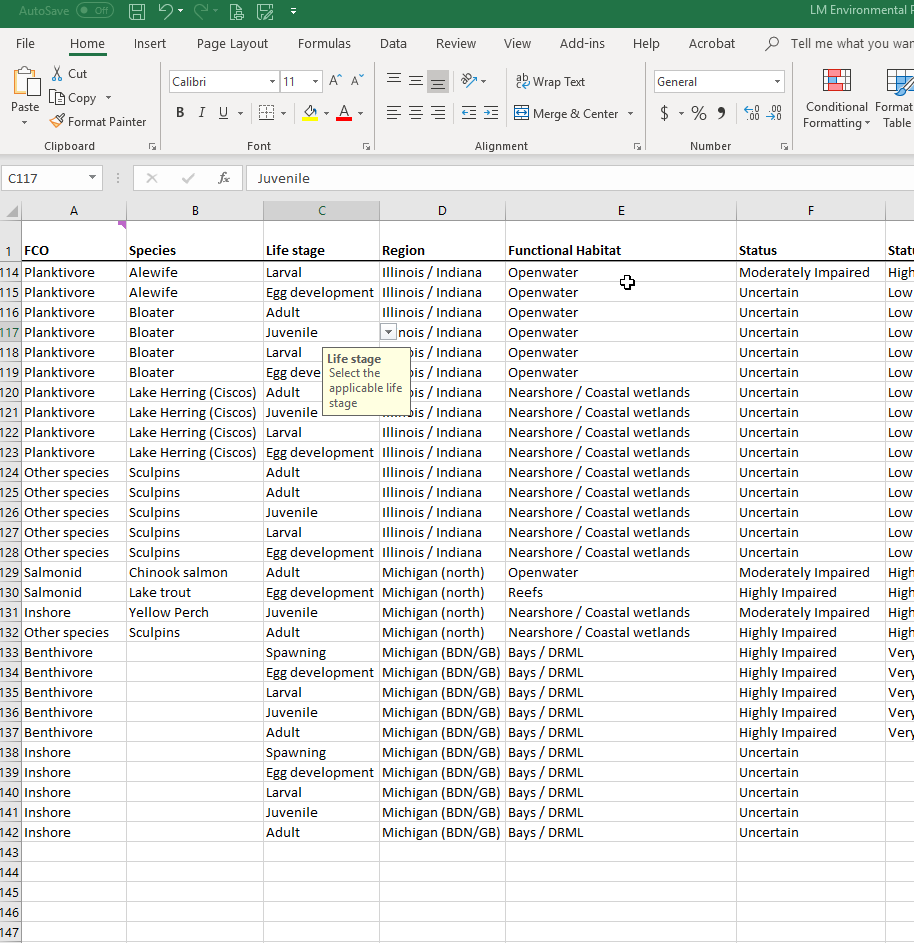 AutoSave Off LM Environmental P
File Home Insert Page Layout Formulas Data Review View Add-ins Help Acrobat Tell me what you wan
Paste Cut Copy Format Painter
Clipboard
Calibri 11 A A
B I U A
Font
ab Wrap Text
Merge & Center
Alignment
General
$ % 9 .00 .00
Number
Conditional Formatting
Format Table
C117 fx Juvenile
A B C D E F
1 FCO Species Life stage Region Functional Habitat Status Statu
114 Planktivore Alewife Larval Illinois / Indiana Openwater Moderately Impaired High
115 Planktivore Alewife Egg development Illinois / Indiana Openwater Uncertain Low
116 Planktivore Bloater Adult Illinois / Indiana Openwater Uncertain Low
117 Planktivore Bloater Juvenile nois / Indiana Openwater Uncertain Low
118 Planktivore Bloater Larval ois / Indiana Openwater Uncertain Low
119 Planktivore Bloater Egg deve ois / Indiana Openwater Uncertain Low
Life stage
Select the
applicable life
stage
120 Planktivore Lake Herring (Ciscos) Adult ois / Indiana Nearshore / Coastal wetlands Uncertain Low
121 Planktivore Lake Herring (Ciscos) Juvenile Illinois / Indiana Nearshore / Coastal wetlands Uncertain Low
122 Planktivore Lake Herring (Ciscos) Larval Illinois / Indiana Nearshore / Coastal wetlands Uncertain Low
123 Planktivore Lake Herring (Ciscos) Egg development Illinois / Indiana Nearshore / Coastal wetlands Uncertain Low
124 Other species Sculpins Adult Illinois / Indiana Nearshore / Coastal wetlands Uncertain Low
125 Other species Sculpins Adult Illinois / Indiana Nearshore / Coastal wetlands Uncertain Low
126 Other species Sculpins Juvenile Illinois / Indiana Nearshore / Coastal wetlands Uncertain Low
127 Other species Sculpins Larval Illinois / Indiana Nearshore / Coastal wetlands Uncertain Low
128 Other species Sculpins Egg development Illinois / Indiana Nearshore / Coastal wetlands Uncertain Low
129 Salmonid Chinook salmon Adult Michigan (north) Openwater Moderately Impaired High
130 Salmonid Lake trout Egg development Michigan (north) Reefs Highly Impaired High
131 Inshore Yellow Perch Juvenile Michigan (north) Nearshore / Coastal wetlands Moderately Impaired High
132 Other species Sculpins Adult Michigan (north) Nearshore / Coastal wetlands Highly Impaired High
133 Benthivore Spawning Michigan (BDN/GB) Bays / DRML Highly Impaired Very
134 Benthivore Egg development Michigan (BDN/GB) Bays / DRML Highly Impaired Very
135 Benthivore Larval Michigan (BDN/GB) Bays / DRML Highly Impaired Very
136 Benthivore Juvenile Michigan (BDN/GB) Bays / DRML Highly Impaired Very
137 Benthivore Adult Michigan (BDN/GB) Bays / DRML Highly Impaired Very
138 Inshore Spawning Michigan (BDN/GB) Bays / DRML Uncertain
139 Inshore Egg development Michigan (BDN/GB) Bays / DRML Uncertain
140 Inshore Larval Michigan (BDN/GB) Bays / DRML Uncertain
141 Inshore Juvenile Michigan (BDN/GB) Bays / DRML Uncertain
142 Inshore Adult Michigan (BDN/GB) Bays / DRML Uncertain
143
144
145
146
147